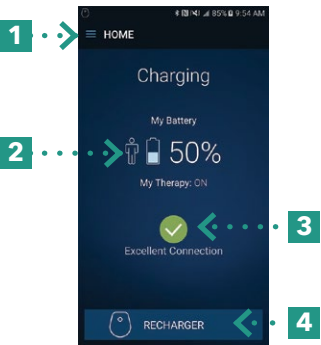 85% 9:54 AM
1
HOME
Charging
My Battery
2
50%
My Therapy: ON
3
Excellent Connection
RECHARGER
4